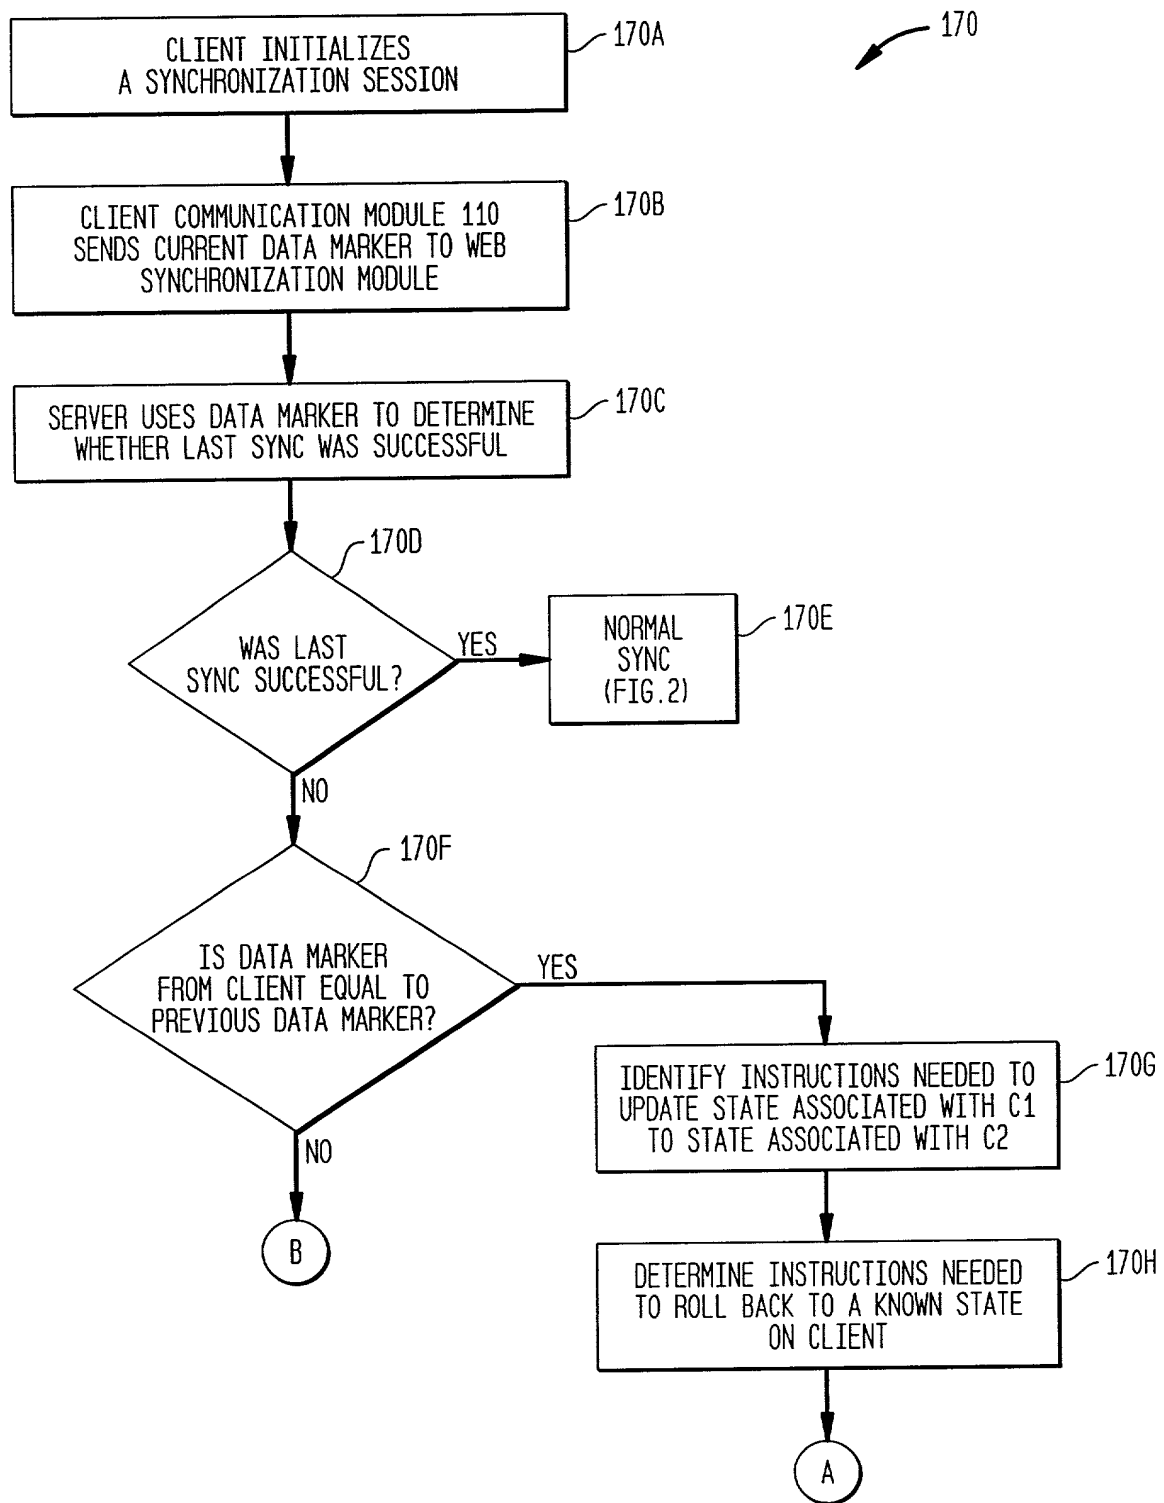 170
CLIENT INITIALIZES
A SYNCHRONIZATION SESSION
170A
CLIENT COMMUNICATION MODULE 110
SENDS CURRENT DATA MARKER TO WEB
SYNCHRONIZATION MODULE
170B
SERVER USES DATA MARKER TO DETERMINE
WHETHER LAST SYNC WAS SUCCESSFUL
170C
170D
WAS LAST
SYNC SUCCESSFUL?
YES
NORMAL
SYNC
(FIG.2)
170E
NO
170F
IS DATA MARKER
FROM CLIENT EQUAL TO
PREVIOUS DATA MARKER?
YES
IDENTIFY INSTRUCTIONS NEEDED TO
UPDATE STATE ASSOCIATED WITH C1
TO STATE ASSOCIATED WITH C2
170G
NO
B
DETERMINE INSTRUCTIONS NEEDED
TO ROLL BACK TO A KNOWN STATE
ON CLIENT
170H
A